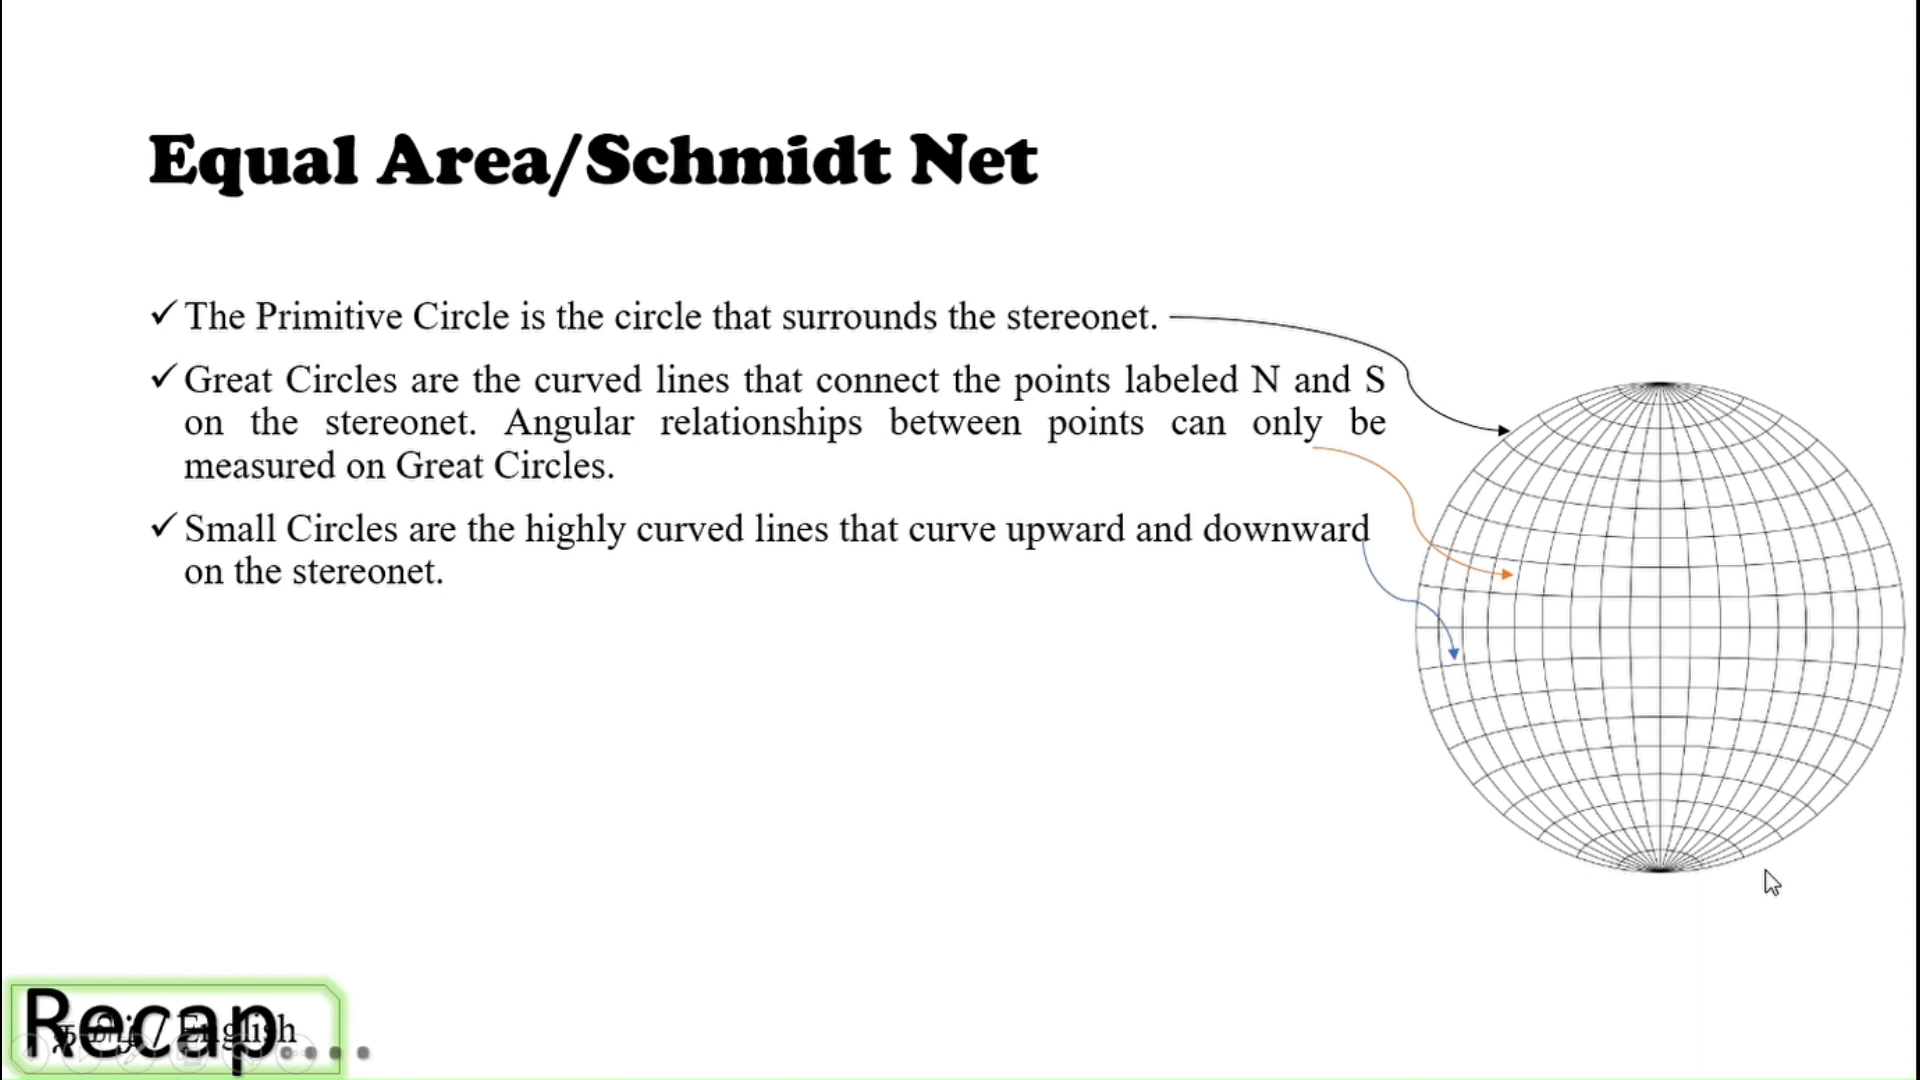 Equal Area/Schmidt Net
✓ The Primitive Circle is the circle that surrounds the stereonet.
✓ Great Circles are the curved lines that connect the points labeled N and S
on the stereonet. Angular relationships between points can only be
measured on Great Circles.
✓ Small Circles are the highly curved lines that curve upward and downward
on the stereonet.
Recap....
தமிழ் / English